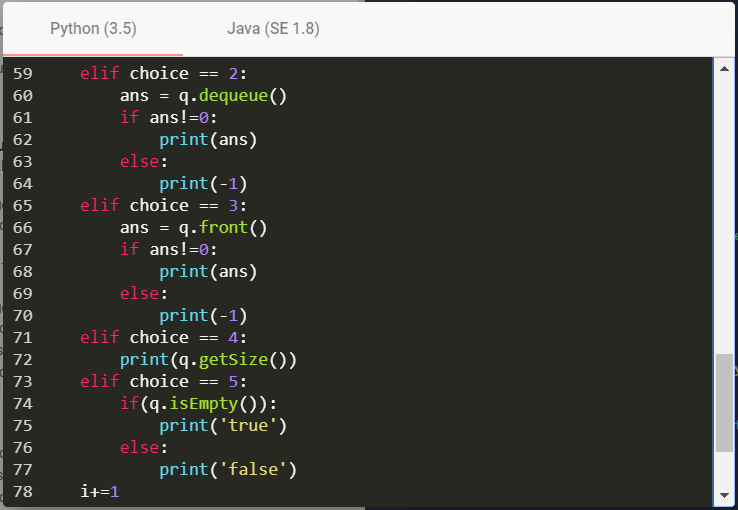 Python (3.5) Java (SE 1.8)
59 elif choice == 2:
60 ans = q.dequeue()
61 if ans!=0:
62 print(ans)
63 else:
64 print(-1)
65 elif choice == 3:
66 ans = q.front()
67 if ans!=0:
68 print(ans)
69 else:
70 print(-1)
71 elif choice == 4:
72 print(q.getSize())
73 elif choice == 5:
74 if(q.isEmpty()):
75 print('true')
76 else:
77 print('false')
78 i+=1